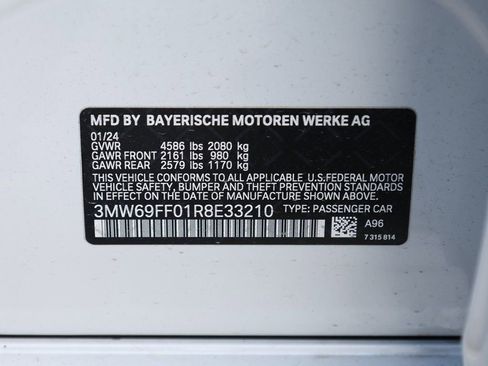 MFD BY BAYERISCHE MOTOREN WERKE AG
01/24
GVWR 4586 lbs 2080 kg
GAWR FRONT 2161 lbs 980 kg
GAWR REAR 2579 lbs 1170 kg
THIS VEHICLE CONFORMS TO ALL APPLICABLE U.S.FEDERAL MOTOR
VEHICLE SAFETY, BUMPER AND THEFT PREVENTION STANDARDS
IN EFFECT ON THE DATE OF MANUFACTURE SHOWN ABOVE.
3MW69FF01R8E33210 TYPE: PASSENGER CAR
A96
7 315 814